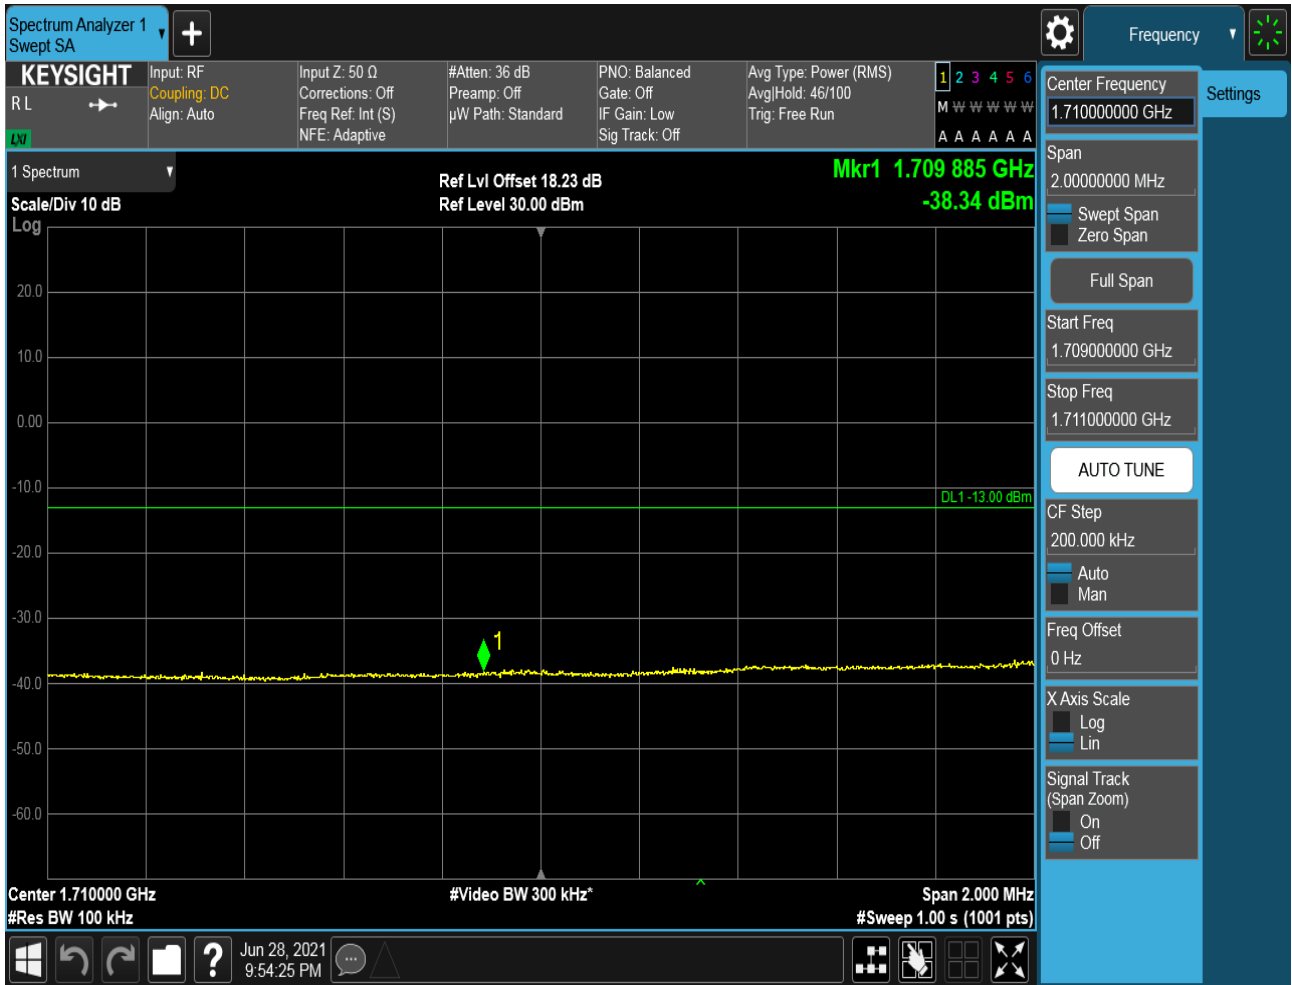 Spectrum Analyzer 1
Swept SA
Frequency
KEYSIGHT
R L
LXI
Input: RF
Coupling: DC
Align: Auto
Input Z: 50 Ω
Corrections: Off
Freq Ref: Int (S)
NFE: Adaptive
#Atten: 36 dB
Preamp: Off
µW Path: Standard
PNO: Balanced
Gate: Off
IF Gain: Low
Sig Track: Off
Avg Type: Power (RMS)
Avg|Hold: 46/100
Trig: Free Run
1 2 3 4 5 6
M W W W W W
A A A A A A
1 Spectrum
Scale/Div 10 dB
Log
Ref Lvl Offset 18.23 dB
Ref Level 30.00 dBm
Mkr1 1.709 885 GHz
-38.34 dBm
20.0
10.0
0.00
-10.0
-20.0
-30.0
-40.0
-50.0
-60.0
DL1 -13.00 dBm
1
Center 1.710000 GHz
#Res BW 100 kHz
#Video BW 300 kHz*
Span 2.000 MHz
#Sweep 1.00 s (1001 pts)
Jun 28, 2021
9:54:25 PM
Center Frequency
1.710000000 GHz
Settings
Span
2.00000000 MHz
Swept Span
Zero Span
Full Span
Start Freq
1.709000000 GHz
Stop Freq
1.711000000 GHz
AUTO TUNE
CF Step
200.000 kHz
Auto
Man
Freq Offset
0 Hz
X Axis Scale
Log
Lin
Signal Track
(Span Zoom)
On
Off